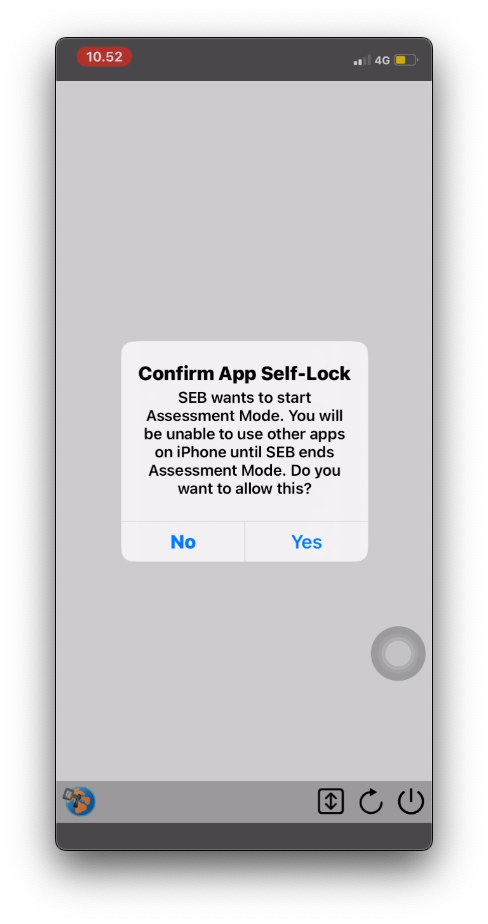 10.52
4G
Confirm App Self-Lock
SEB wants to start
Assessment Mode. You will
be unable to use other apps
on iPhone until SEB ends
Assessment Mode. Do you
want to allow this?
No
Yes